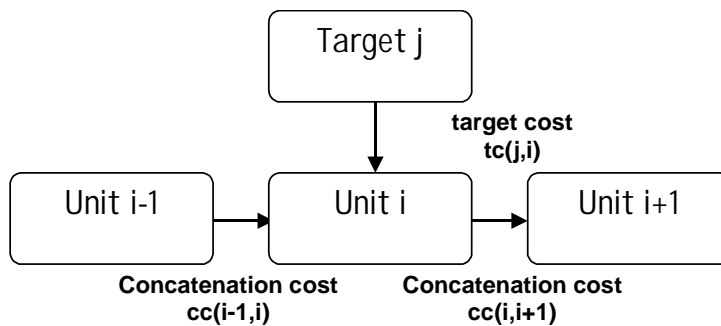 Target j
target cost
tc(j,i)
Unit i-1
Unit i
Unit i+1
Concatenation cost
cc(i-1,i)
Concatenation cost
cc(i,i+1)